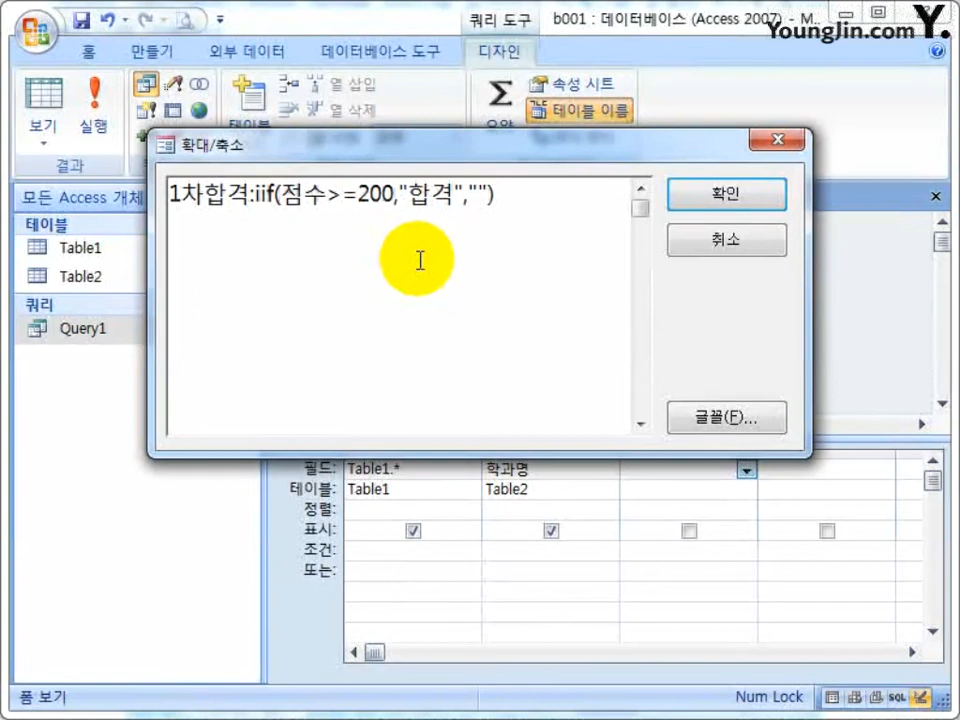 쿼리 도구
b001 : 데이터베이스 (Access 2007) - M..
Y.
YoungJin.com
홈
만들기
외부 데이터
데이터베이스 도구
디자인
보기
실행
결과
열 삽입
열 삭제
속성 시트
테이블 이름
모든 Access 개체
테이블
Table1
Table2
쿼리
Query1
확대/축소
1차합격:iif(점수>=200,"합격","")
확인
취소
글꼴(F)...
필드: Table1.* 학과명
테이블: Table1 Table2
정렬:
표시:
조건:
또는:
폼 보기
Num Lock
SQL